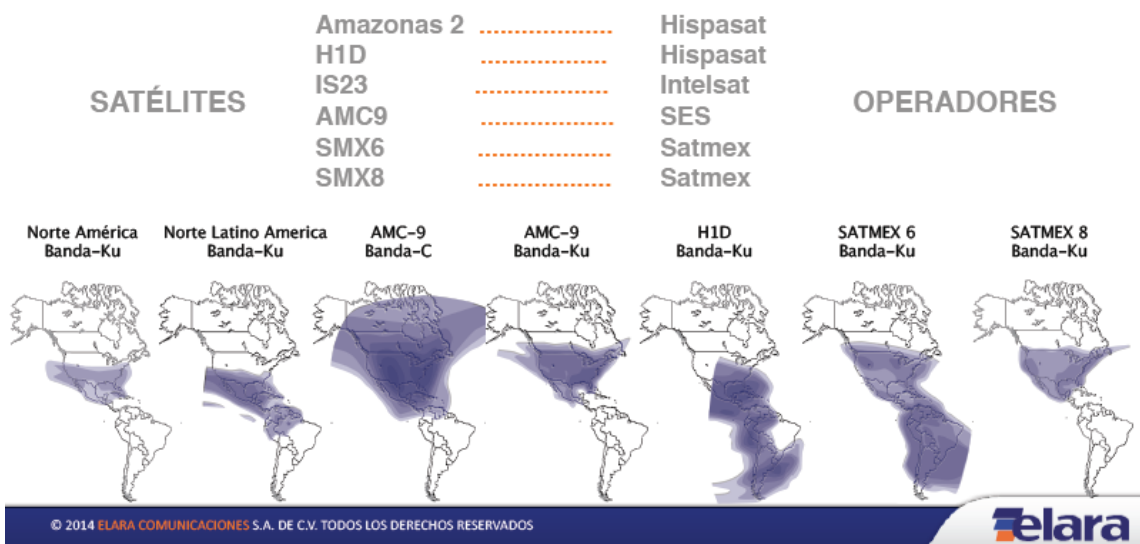 Amazonas 2 ........................ Hispasat
H1D ........................ Hispasat
IS23 ........................ Intelsat
SATÉLITES
OPERADORES
AMC9 ........................ SES
SMX6 ........................ Satmex
SMX8 ........................ Satmex
Norte América
Banda-Ku
Norte Latino America
Banda-Ku
AMC-9
Banda-C
AMC-9
Banda-Ku
H1D
Banda-Ku
SATMEX 6
Banda-Ku
SATMEX 8
Banda-Ku
© 2014 ELARA COMUNICACIONES S.A. DE C.V. TODOS LOS DERECHOS RESERVADOS
elara